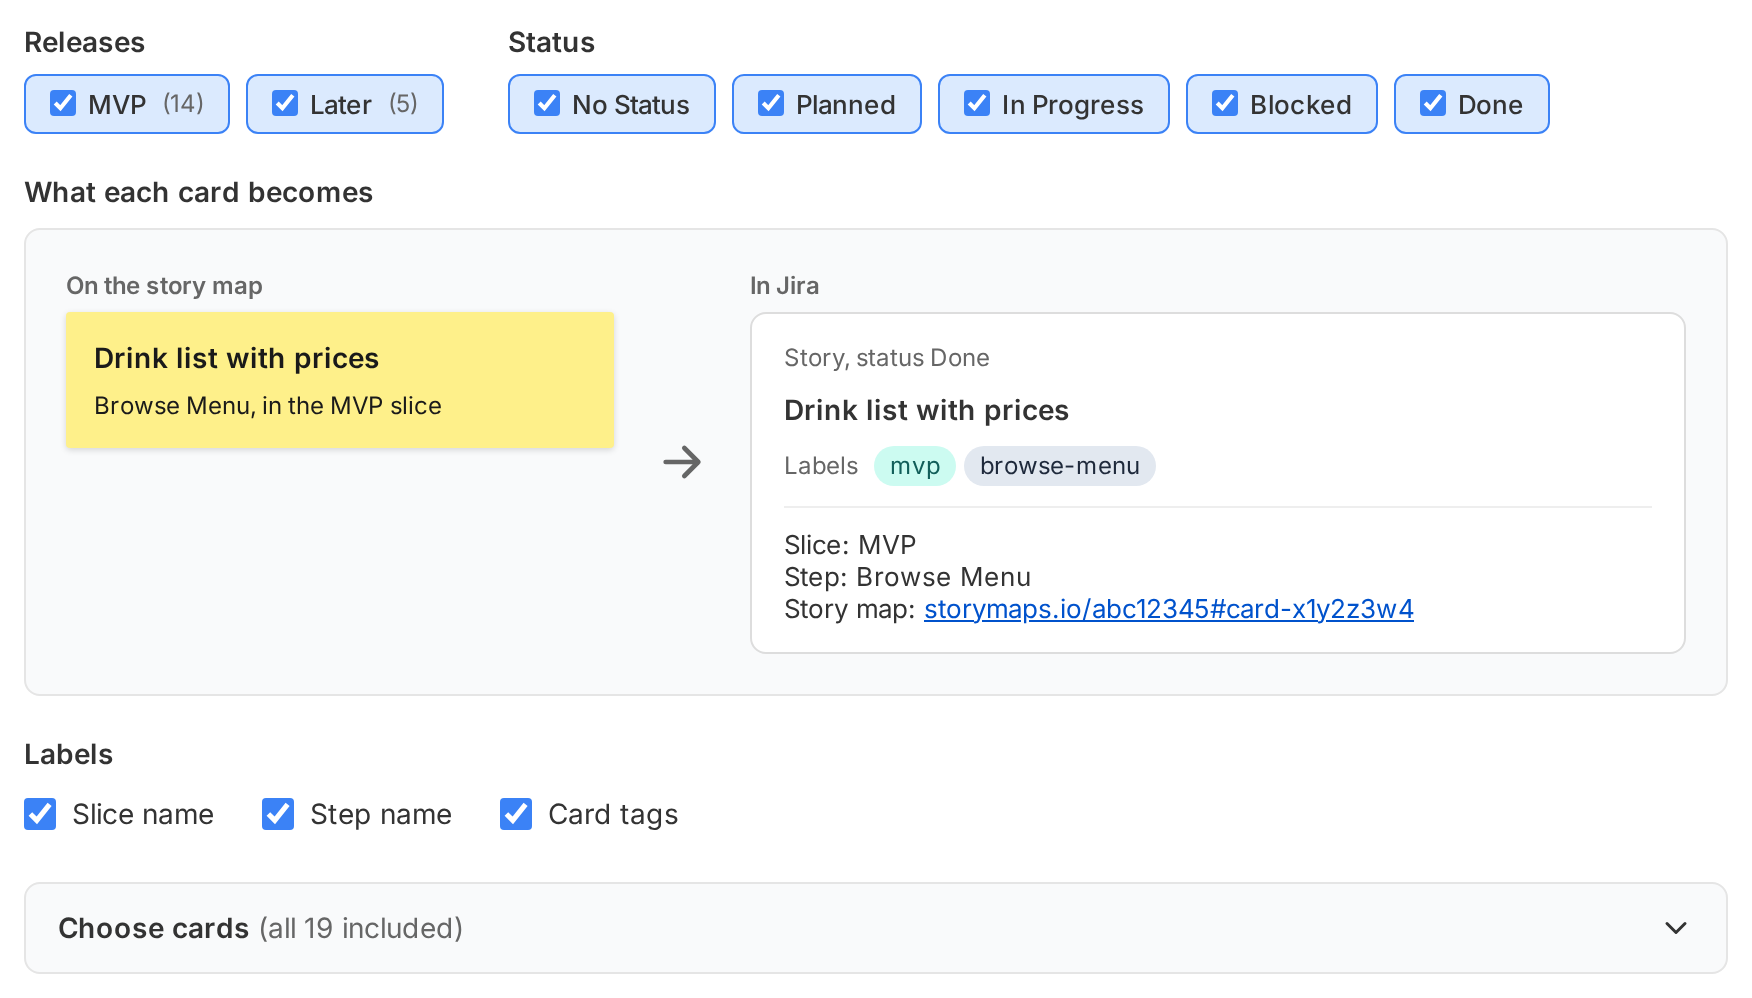 Releases
Status
MVP (14)
Later (5)
No Status
Planned
In Progress
Blocked
Done
What each card becomes
On the story map
Drink list with prices
Browse Menu, in the MVP slice
In Jira
Story, status Done
Drink list with prices
Labels mvp browse-menu
Slice: MVP
Step: Browse Menu
Story map: storymaps.io/abc12345#card-x1y2z3w4
Labels
Slice name
Step name
Card tags
Choose cards (all 19 included)